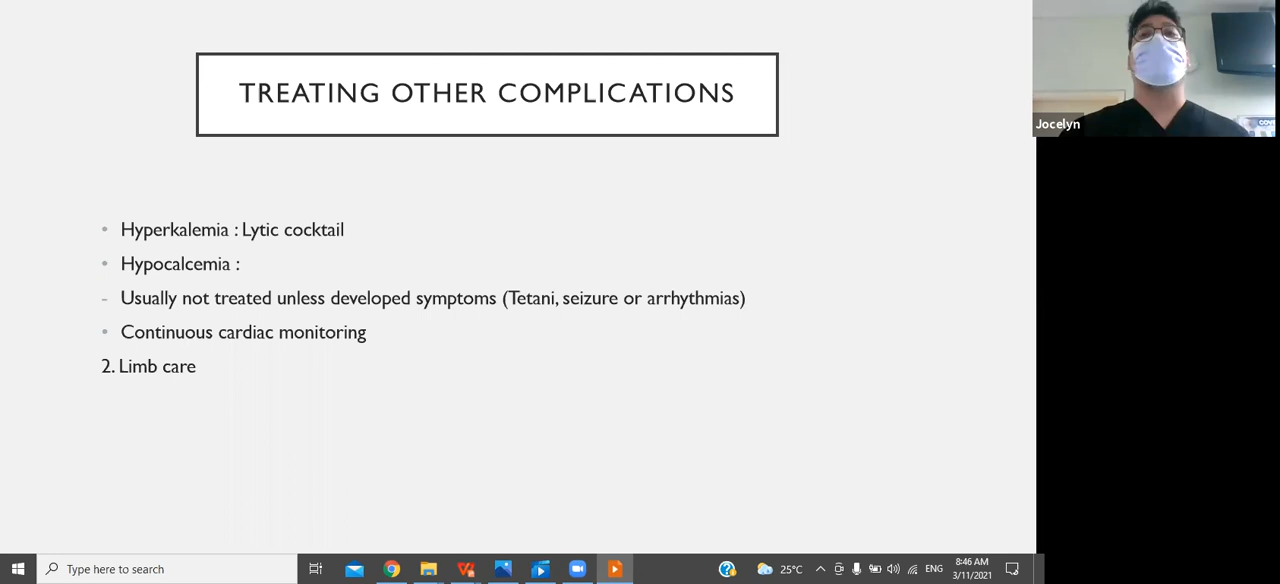 TREATING OTHER COMPLICATIONS
• Hyperkalemia : Lytic cocktail
• Hypocalcemia :
- Usually not treated unless developed symptoms (Tetani, seizure or arrhythmias)
• Continuous cardiac monitoring
2. Limb care
Jocelyn
Type here to search
25°C
ENG
8:46 AM
3/11/2021